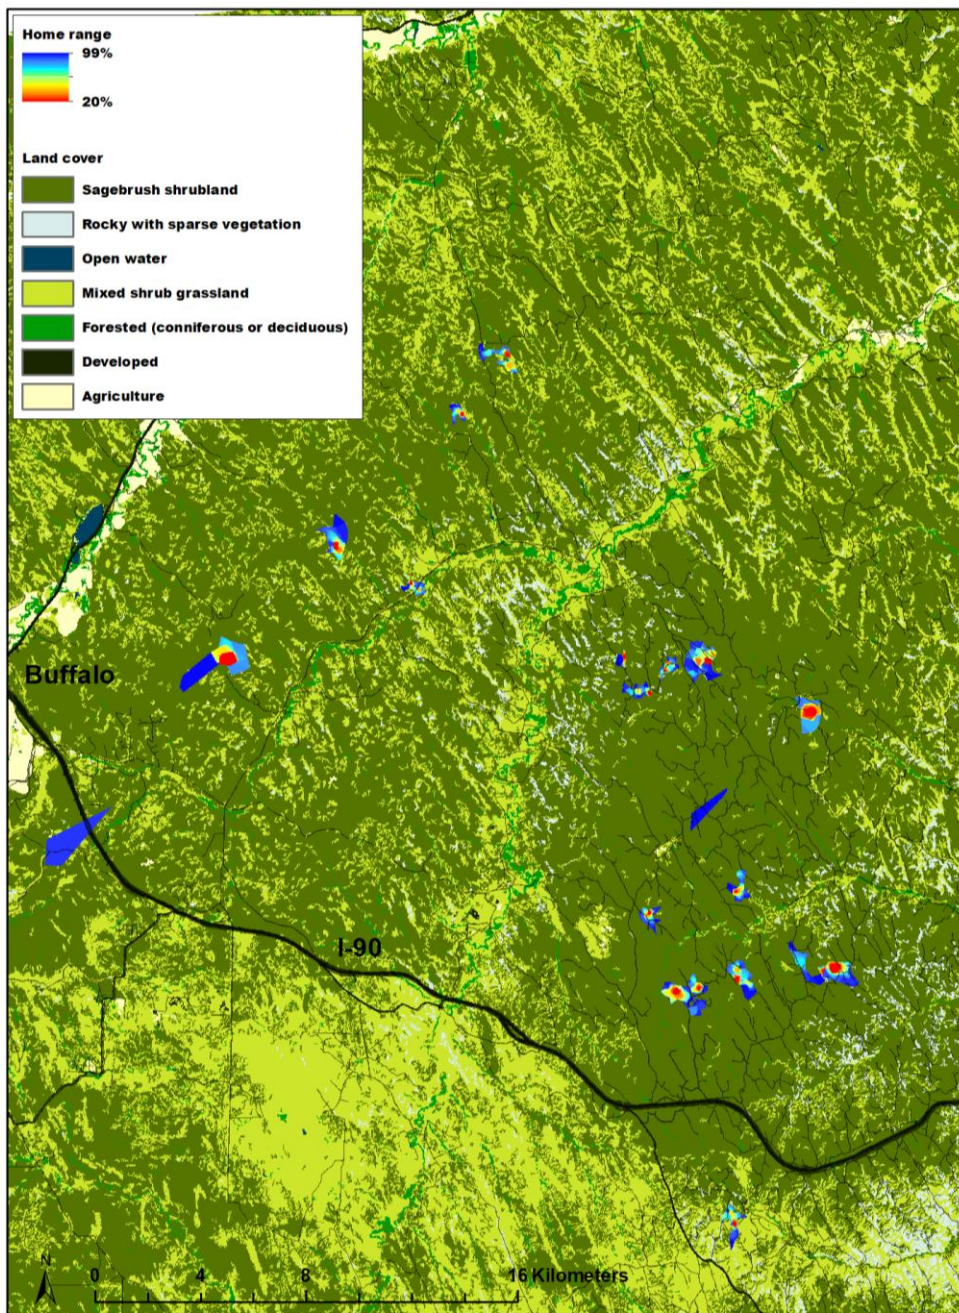 Home range
99%
20%
Land cover
Sagebrush shrubland
Rocky with sparse vegetation
Open water
Mixed shrub grassland
Forested (conniferous or deciduous)
Developed
Agriculture
Buffalo
I-90
N
0 4 8 16 Kilometers